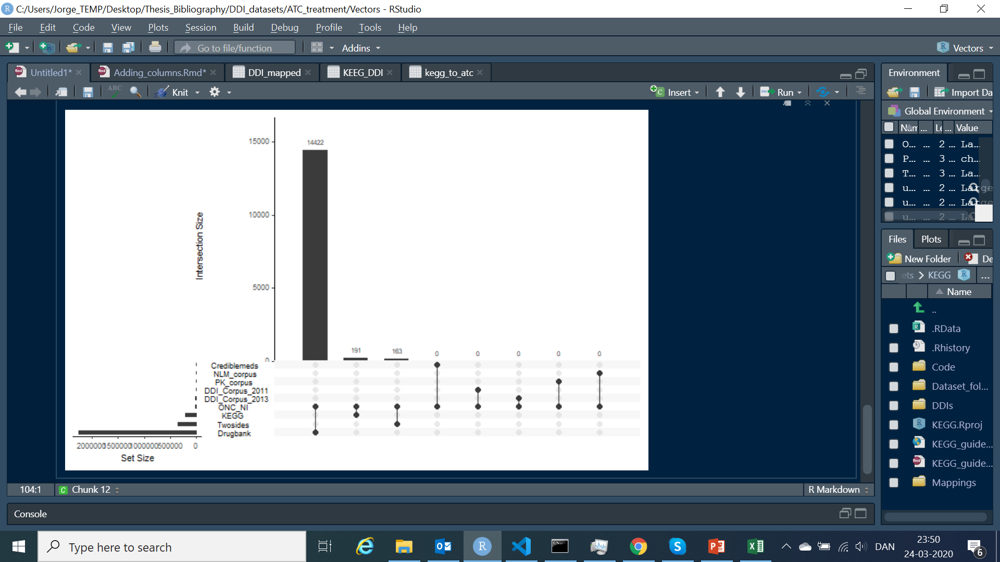 C:/Users/Jorge_TEMP/Desktop/Thesis_Bibliography/DDI_datasets/ATC_treatment/Vectors - RStudio
File Edit Code View Plots Session Build Debug Profile Tools Help
Go to file/function Addins Vectors
Untitled1* Adding_columns.Rmd* DDI_mapped KEEG_DDI kegg_to_atc
ABC Knit Insert Run
Environment
Import Da
Global Environment
Nam ... Le ... Value
O... ... 2 ... La...
P... ... 3 ... ch...
T... ... 3 ... La...
u... ... 2 ... Large
u... ... 2 ... Large
u... ... 2 ... La
15000
10000
5000
0
Intersection Size
14422 191 163 0 0 0 0 0
Crediblemeds
NLM_corpus
PK_corpus
DDI_Corpus_2011
DDI_Corpus_2013
ONC_NI
KEGG
Twosides
Drugbank
2000000 1500000 1000000 500000 0
Set Size
Files Plots
New Folder De
ets KEGG ...
Name
..
.RData
.Rhistory
Code
Dataset_fol...
DDIs
KEGG.Rproj
KEGG_guide...
KEGG_guide...
Mappings
104:1 Chunk 12 R Markdown
Console
Type here to search
DAN
23:50
24-03-2020
6